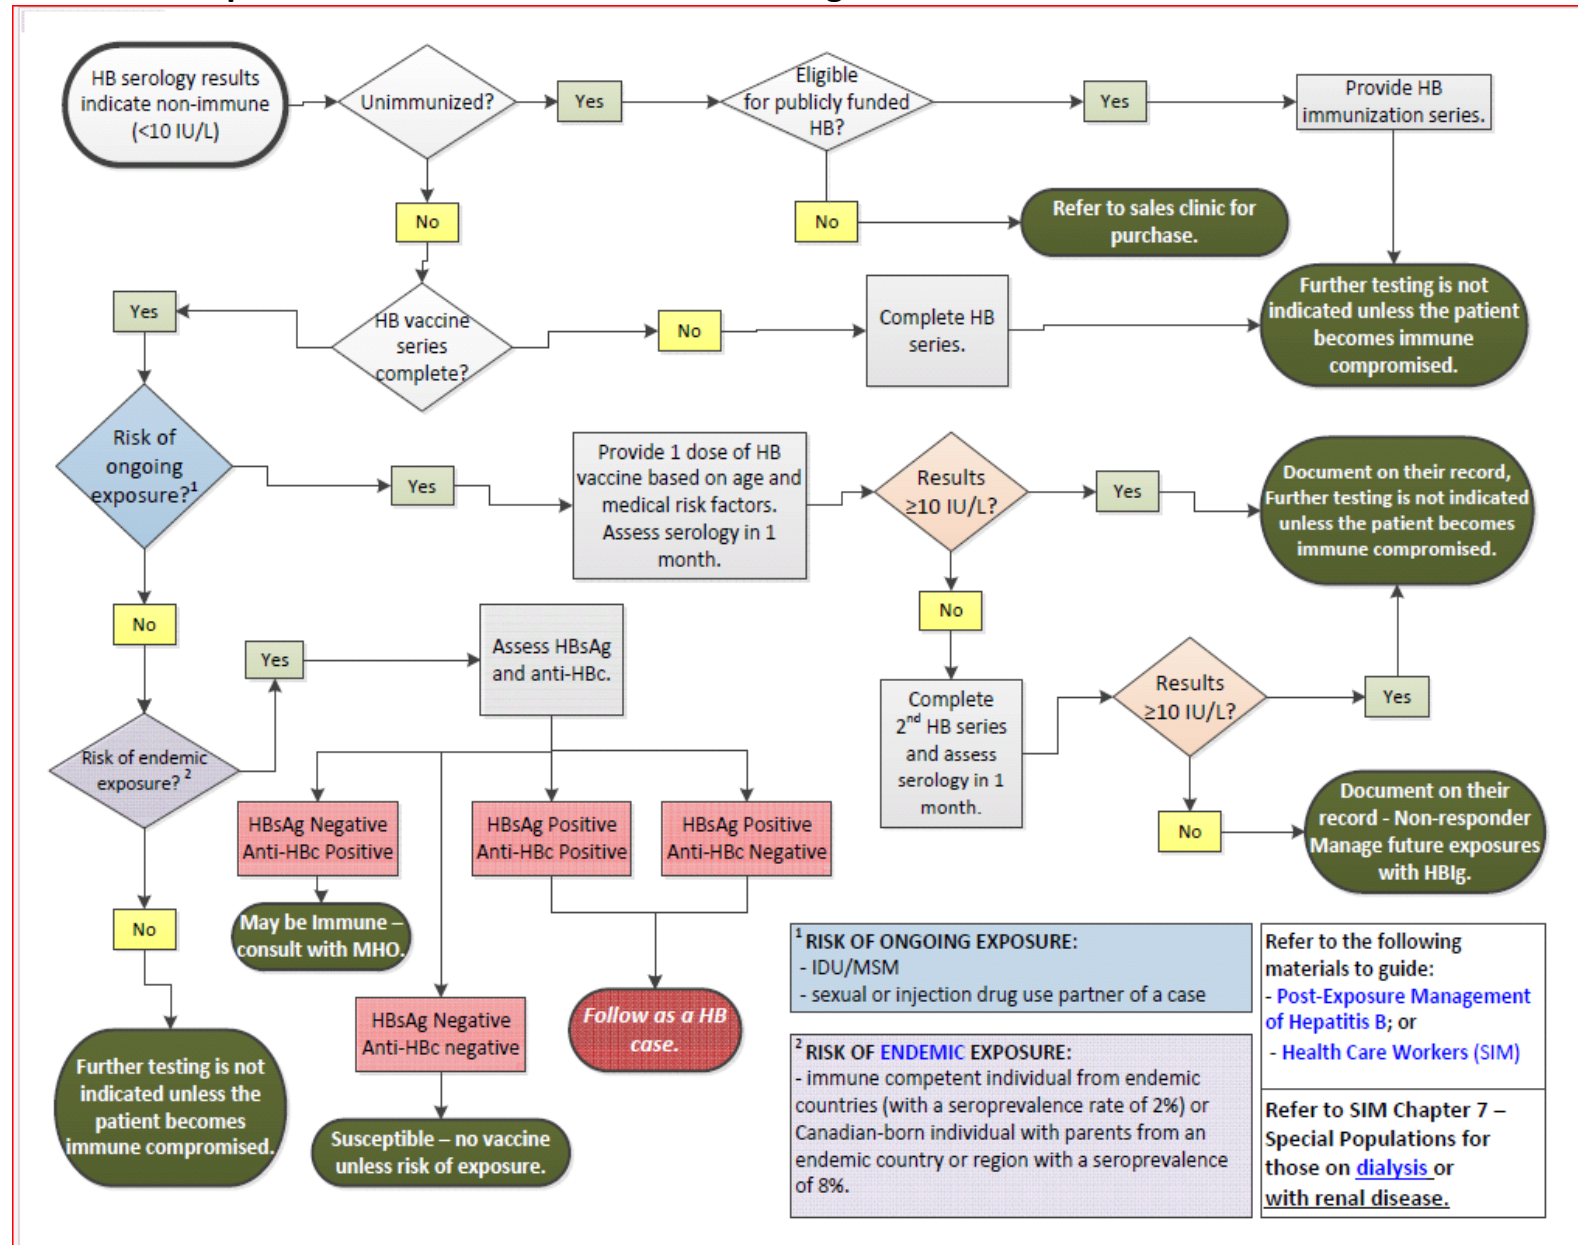 HB serology results
indicate non-immune
(<10 IU/L)
Unimmunized?
Yes
Eligible
for publicly funded
HB?
Yes
Provide HB
immunization series.
No
No
Refer to sales clinic for
purchase.
Yes
HB vaccine
series
complete?
No
Complete HB
series.
Further testing is not
indicated unless the patient
becomes immune
compromised.
Risk of
ongoing
exposure?1
Yes
Provide 1 dose of HB
vaccine based on age and
medical risk factors.
Assess serology in 1
month.
Results
≥10 IU/L?
Yes
Document on their record,
Further testing is not indicated
unless the patient becomes
immune compromised.
No
No
Yes
Assess HBsAg
and anti-HBc.
Complete
2nd HB series
and assess
serology in 1
month.
Results
≥10 IU/L?
Yes
Risk of endemic
exposure? 2
HBsAg Negative
Anti-HBc Positive
HBsAg Positive
Anti-HBc Positive
HBsAg Positive
Anti-HBc Negative
No
Document on their
record - Non-responder
Manage future exposures
with HBIg.
No
May be Immune –
consult with MHO.
HBsAg Negative
Anti-HBc negative
Follow as a HB
case.
Further testing is not
indicated unless the
patient becomes
immune compromised.
Susceptible – no vaccine
unless risk of exposure.
1 RISK OF ONGOING EXPOSURE:
- IDU/MSM
- sexual or injection drug use partner of a case
2 RISK OF ENDEMIC EXPOSURE:
- immune competent individual from endemic
countries (with a seroprevalence rate of 2%) or
Canadian-born individual with parents from an
endemic country or region with a seroprevalence
of 8%.
Refer to the following
materials to guide:
- Post-Exposure Management
of Hepatitis B; or
- Health Care Workers (SIM)
Refer to SIM Chapter 7 –
Special Populations for
those on dialysis or
with renal disease.